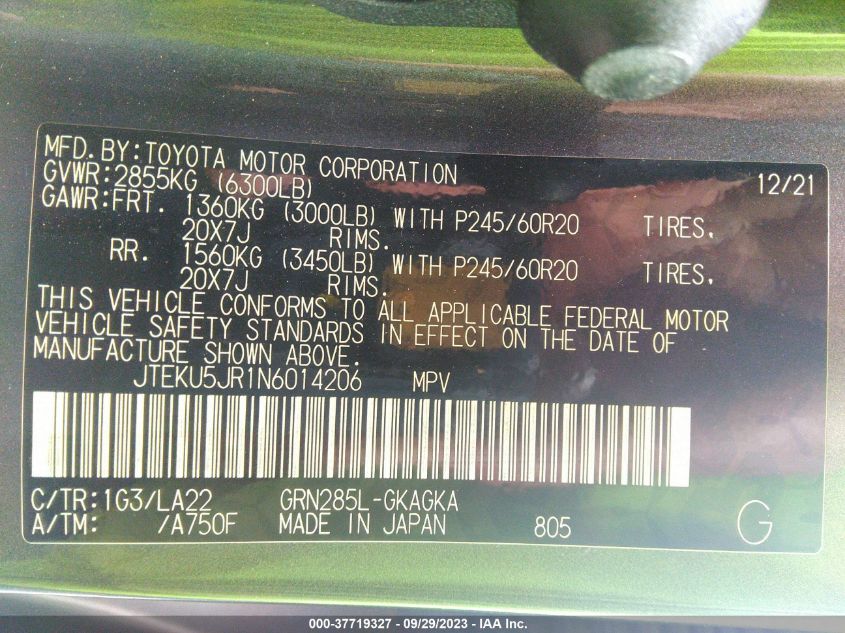 MFD.BY:TOYOTA MOTOR CORPORATION 12/21
GVWR:2855KG (6300LB)
GAWR:FRT. 1360KG (3000LB) WITH P245/60R20 TIRES,
20X7J RIMS.
RR. 1560KG (3450LB) WITH P245/60R20 TIRES,
20X7J RIMS.
THIS VEHICLE CONFORMS TO ALL APPLICABLE FEDERAL MOTOR
VEHICLE SAFETY STANDARDS IN EFFECT ON THE DATE OF
MANUFACTURE SHOWN ABOVE.
JTEKU5JR1N6014206 MPV
C/TR:1G3/LA22 GRN285L-GKAGKA
A/TM: /A750F MADE IN JAPAN 805 G
000-37719327 - 09/29/2023 - IAA Inc.